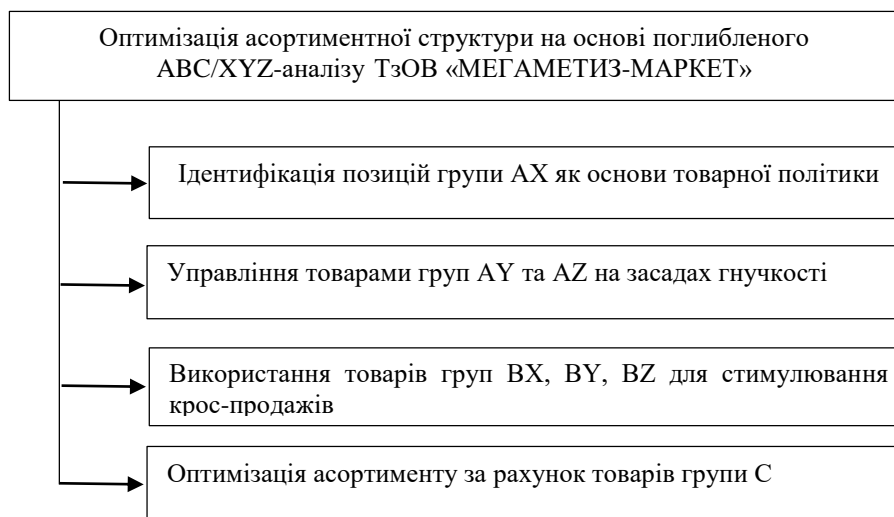 Оптимізація асортиментної структури на основі поглибленого
ABC/XYZ-аналізу ТзОВ «МЕГАМЕТИЗ-МАРКЕТ»
Ідентифікація позицій групи AX як основи товарної політики
Управління товарами груп AY та AZ на засадах гнучкості
Використання товарів груп BX, BY, BZ для стимулювання
крос-продажів
Оптимізація асортименту за рахунок товарів групи C